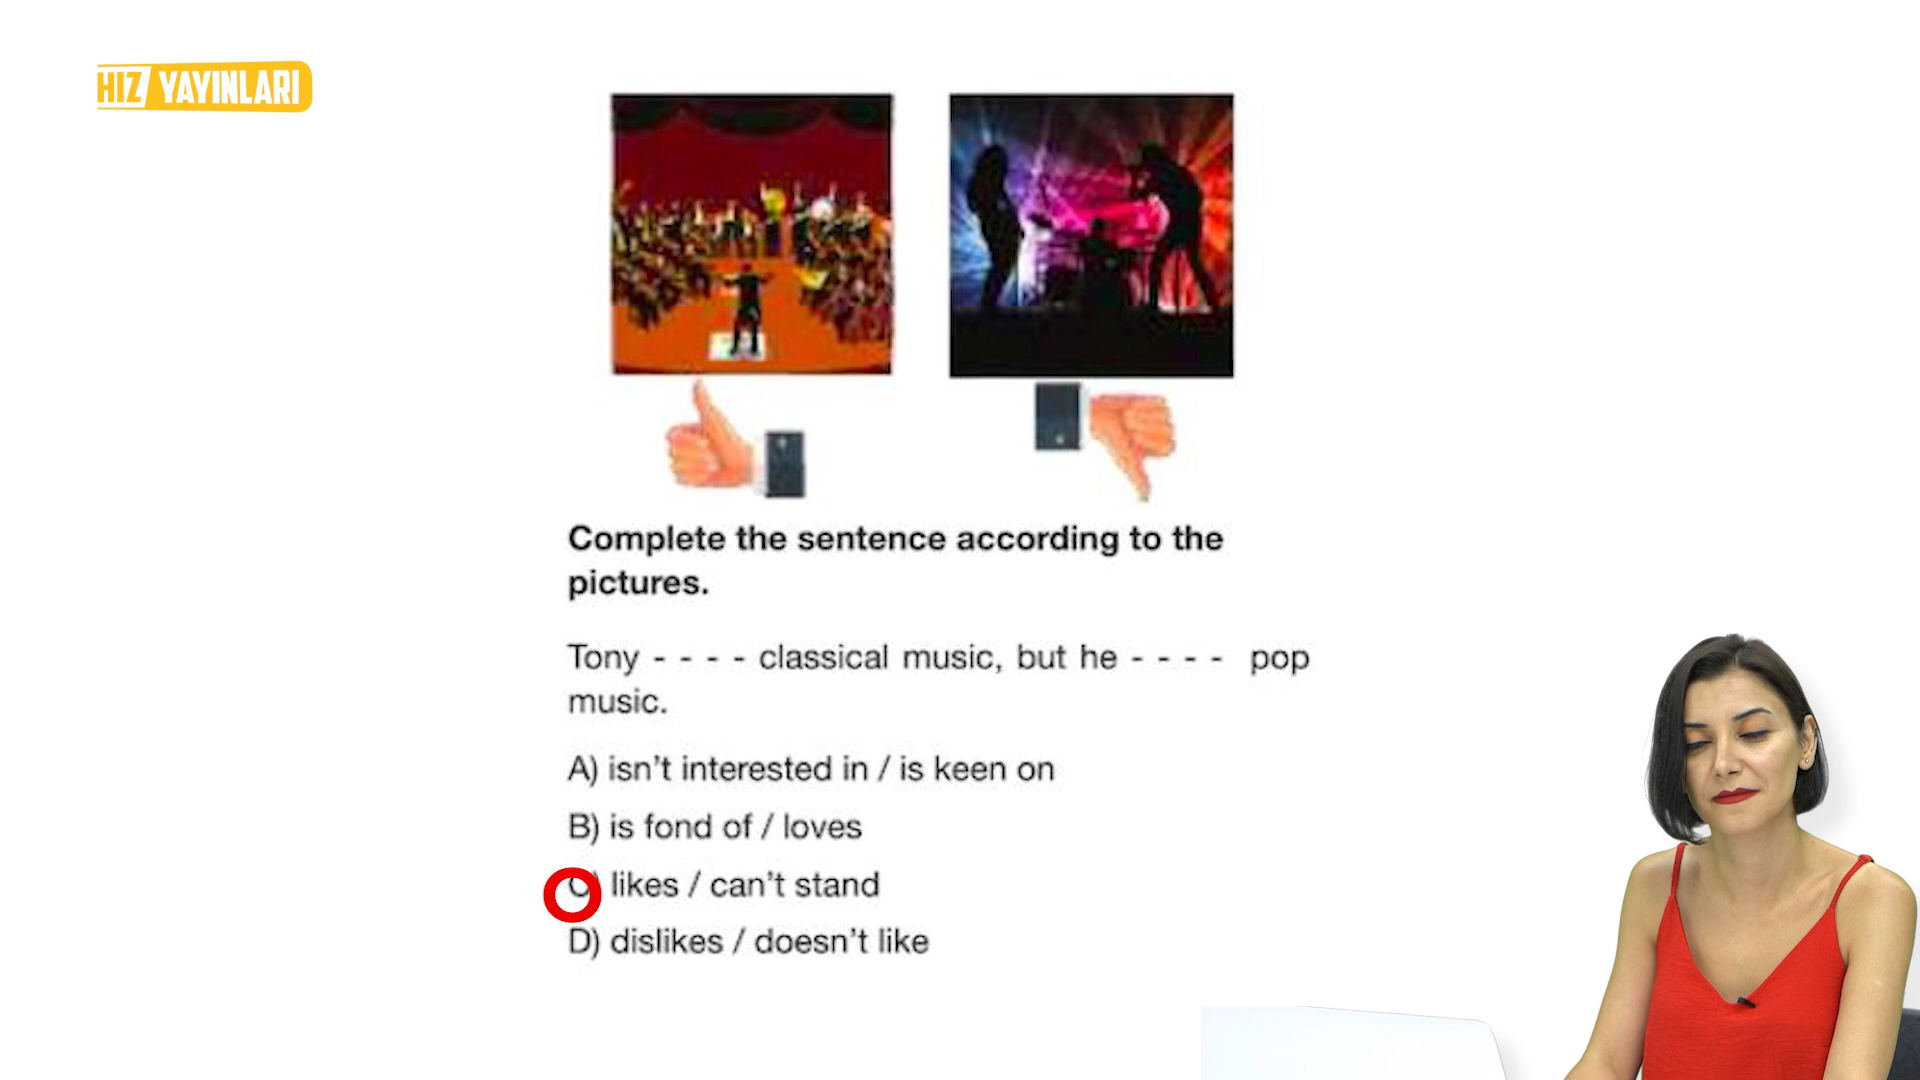 HIZ YAYINLARI
Complete the sentence according to the
pictures.
Tony - - - - classical music, but he - - - - pop
music.
A) isn't interested in / is keen on
B) is fond of / loves
C) likes / can't stand
D) dislikes / doesn't like